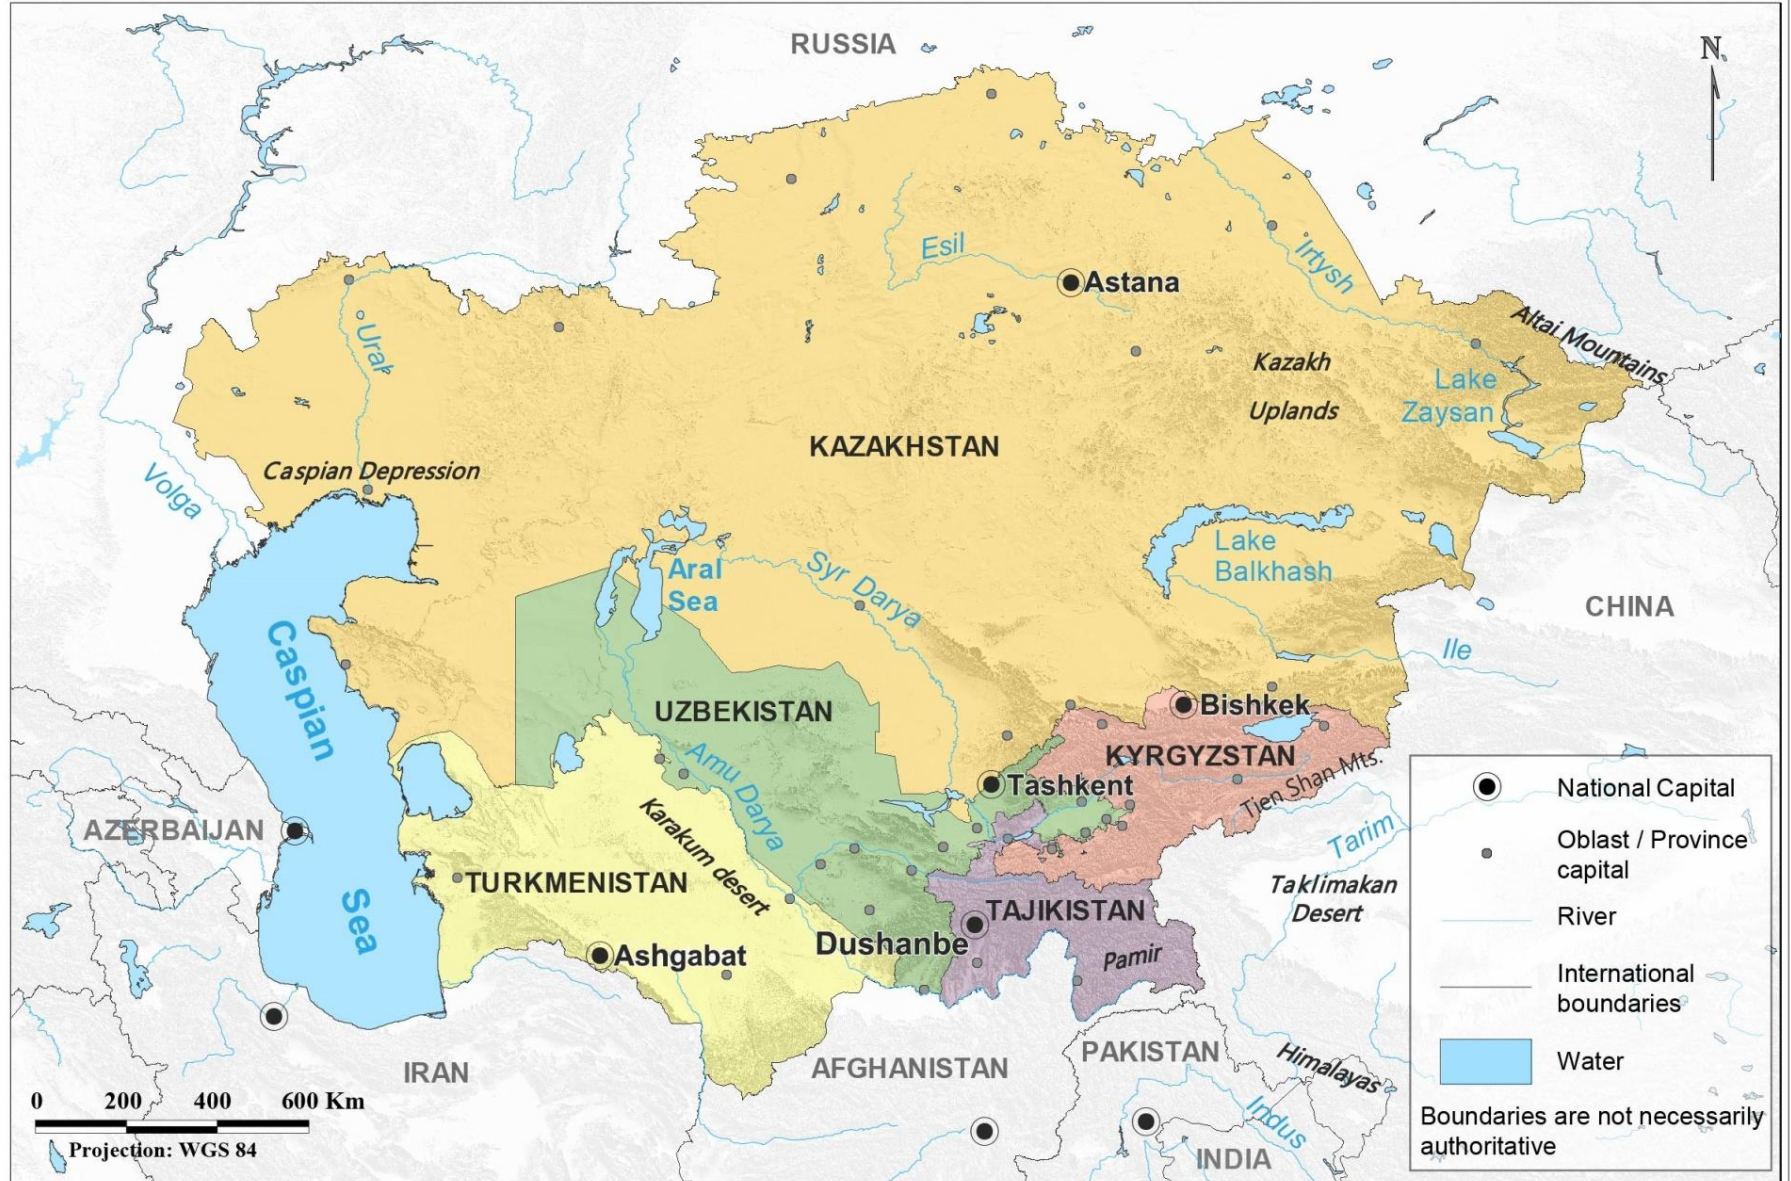 RUSSIA
N
Esil
Astana
Irtysh
Altai Mountains
Ural
Kazakh
Uplands
Lake
Zaysan
KAZAKHSTAN
Caspian Depression
Volga
Aral
Sea
Syr Darya
Lake
Balkhash
CHINA
Caspian
Sea
Ile
UZBEKISTAN
Bishkek
KYRGYZSTAN
Amu Darya
Tashkent
Tien Shan Mts.
AZERBAIJAN
Karakum desert
Tarim
TURKMENISTAN
Taklimakan
Desert
TAJIKISTAN
Dushanbe
Ashgabat
Pamir
IRAN
AFGHANISTAN
PAKISTAN
Himalayas
Indus
INDIA
0 200 400 600 Km
Projection: WGS 84
National Capital
Oblast / Province
capital
River
International
boundaries
Water
Boundaries are not necessarily
authoritative